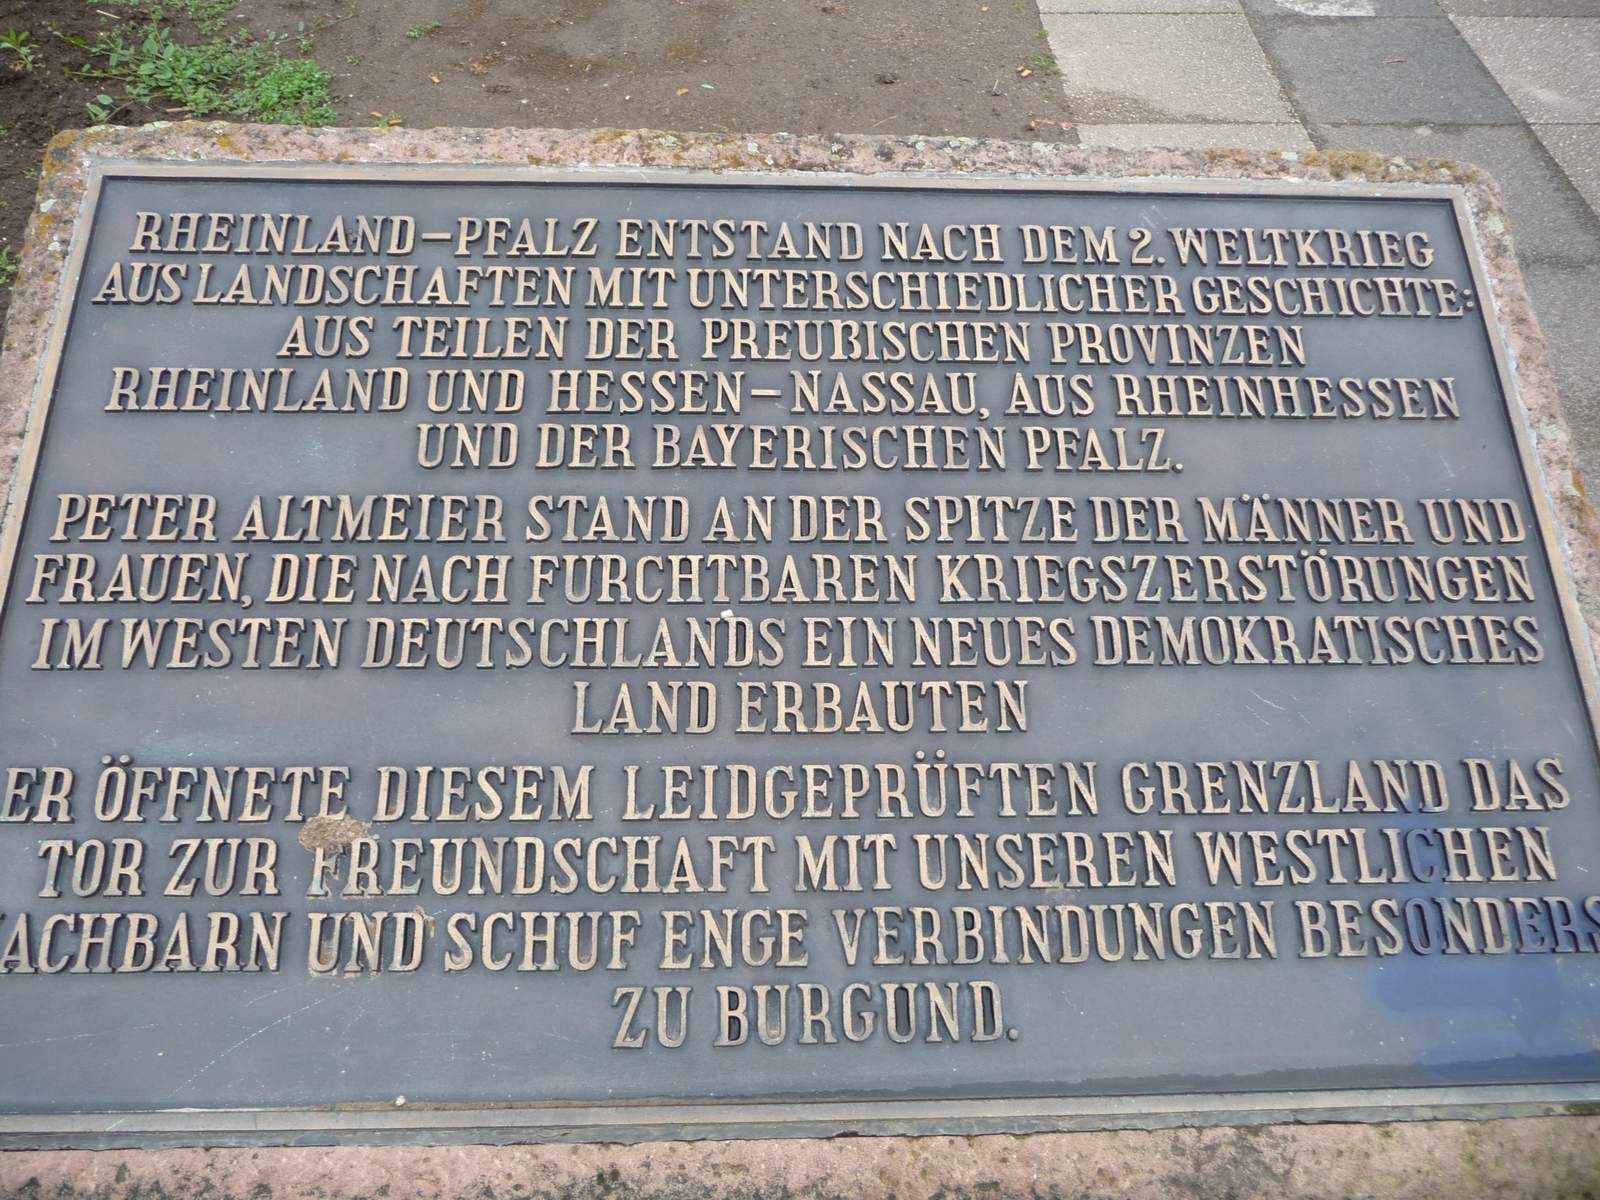 RHEINLAND-PFALZ ENTSTAND NACH DEM 2. WELTKRIEG
AUS LANDSCHAFTEN MIT UNTERSCHIEDLICHER GESCHICHTE:
AUS TEILEN DER PREUßISCHEN PROVINZEN
RHEINLAND UND HESSEN-NASSAU, AUS RHEINHESSEN
UND DER BAYERISCHEN PFALZ.
PETER ALTMEIER STAND AN DER SPITZE DER MÄNNER UND
FRAUEN, DIE NACH FURCHTBAREN KRIEGSZERSTÖRUNGEN
IM WESTEN DEUTSCHLANDS EIN NEUES DEMOKRATISCHES
LAND ERBAUTEN
ER ÖFFNETE DIESEM LEIDGEPRÜFTEN GRENZLAND DAS
TOR ZUR FREUNDSCHAFT MIT UNSEREN WESTLICHEN
NACHBARN UND SCHUF ENGE VERBINDUNGEN BESONDERS
ZU BURGUND.